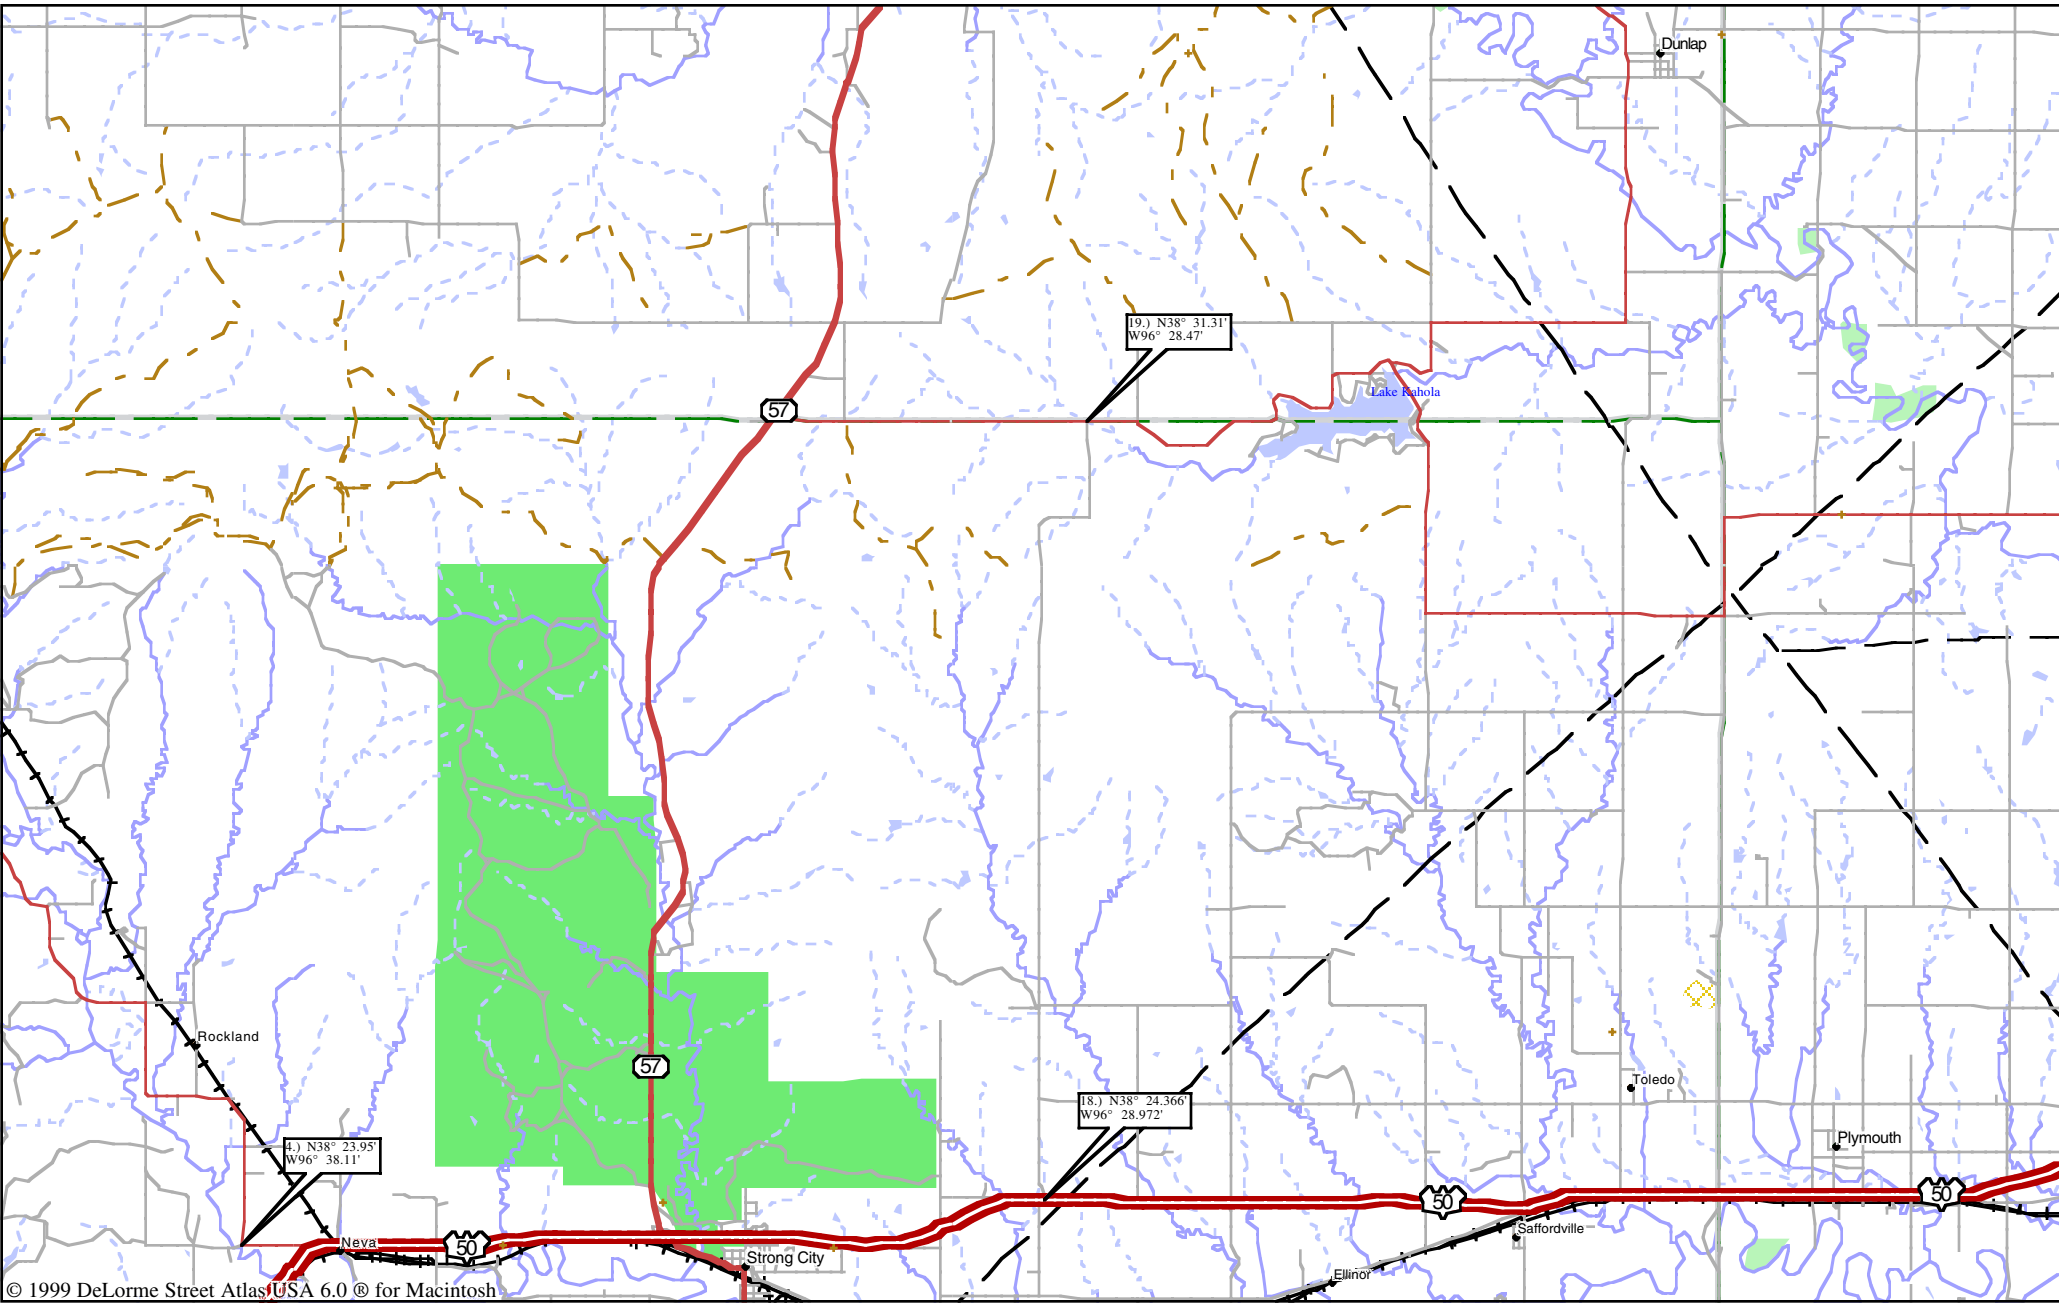 Dunlap
19.) N38° 31.31'
W96° 28.47'
Lake Kahola
57
Rockland
57
Toledo
18.) N38° 24.366'
W96° 28.972'
Plymouth
4.) N38° 23.95'
W96° 38.11'
50
50
Saffordville
Neva
50
Strong City
Ellinor
© 1999 DeLorme Street Atlas USA 6.0 ® for Macintosh